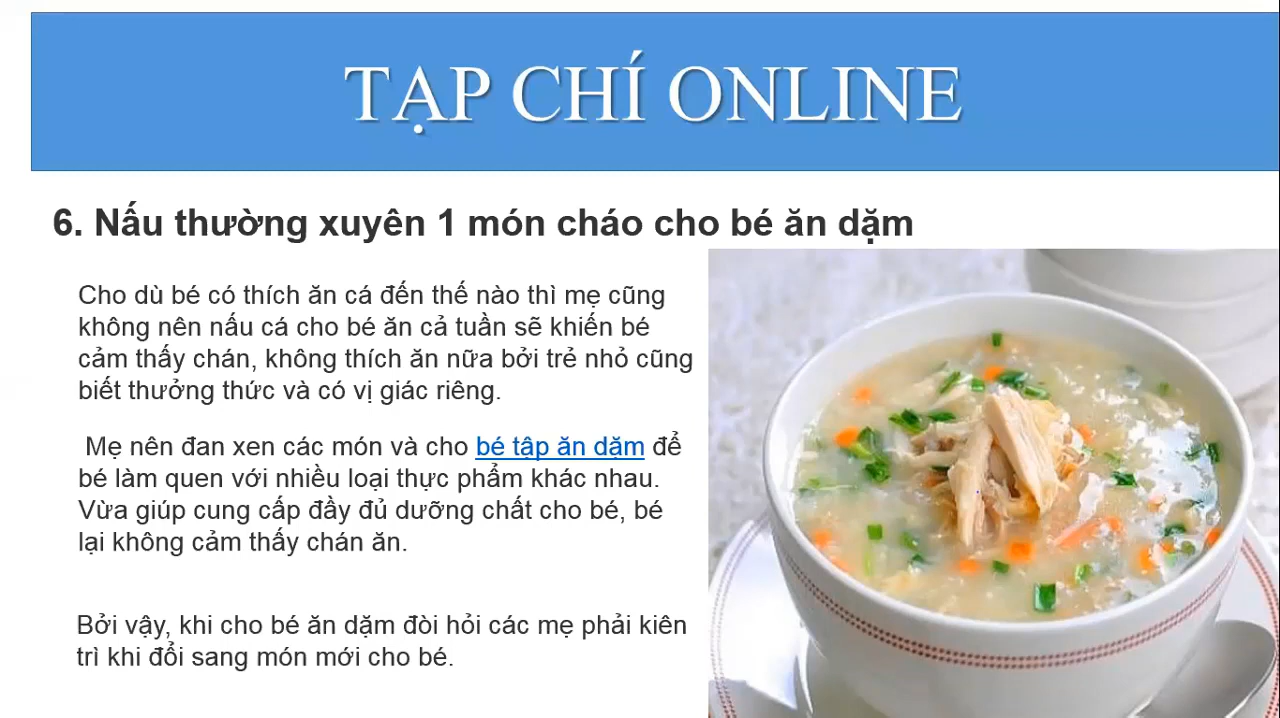 TẠP CHÍ ONLINE
6. Nấu thường xuyên 1 món cháo cho bé ăn dặm
Cho dù bé có thích ăn cá đến thế nào thì mẹ cũng
không nên nấu cá cho bé ăn cả tuần sẽ khiến bé
cảm thấy chán, không thích ăn nữa bởi trẻ nhỏ cũng
biết thưởng thức và có vị giác riêng.
Mẹ nên đan xen các món và cho bé tập ăn dặm để
bé làm quen với nhiều loại thực phẩm khác nhau.
Vừa giúp cung cấp đầy đủ dưỡng chất cho bé, bé
lại không cảm thấy chán ăn.
Bởi vậy, khi cho bé ăn dặm đòi hỏi các mẹ phải kiên
trì khi đổi sang món mới cho bé.